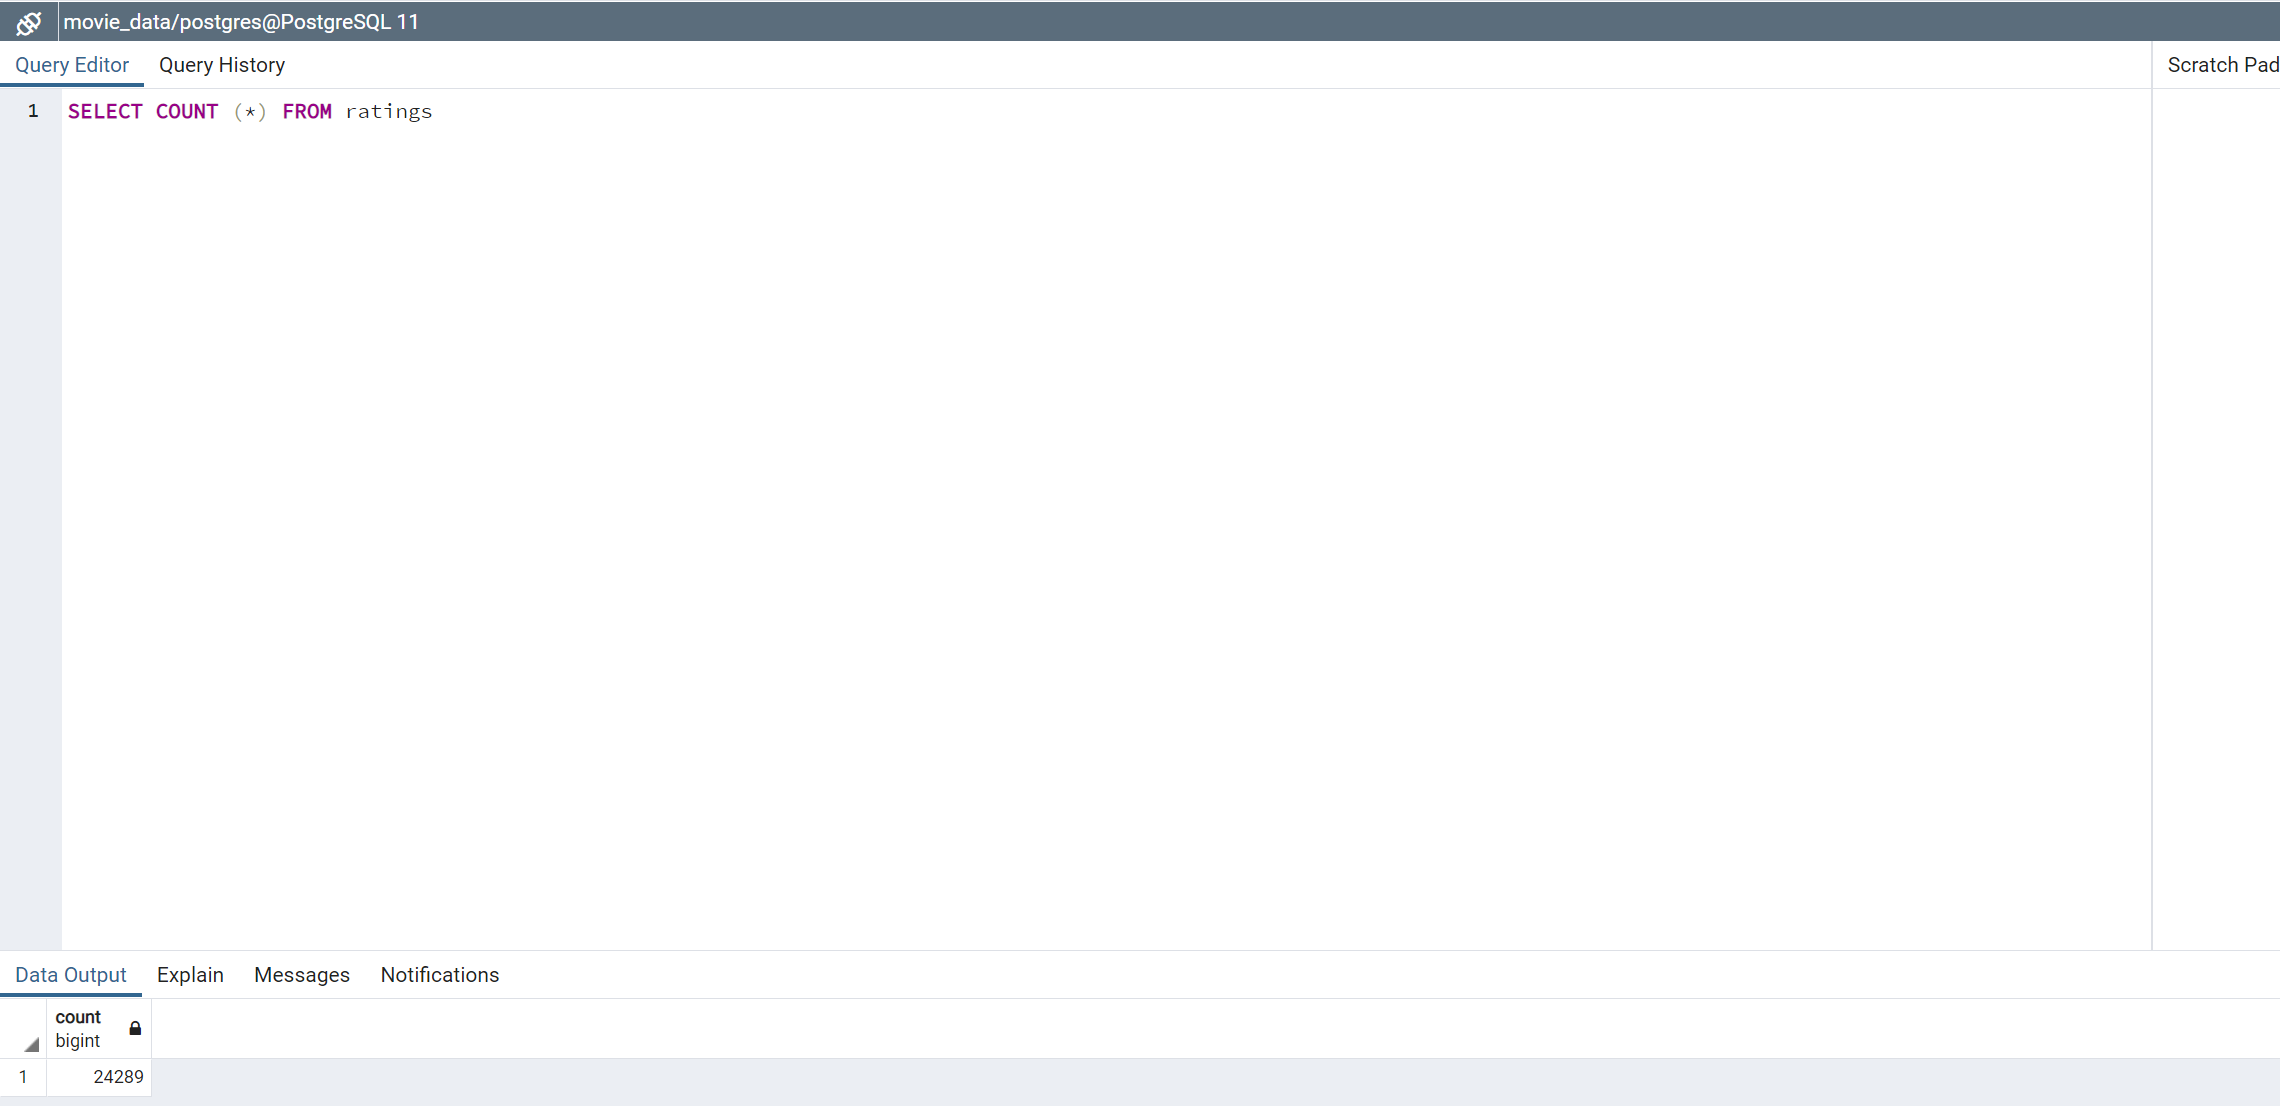 movie_data/postgres@PostgreSQL 11
Query Editor Query History Scratch Pad
1 SELECT COUNT (*) FROM ratings
Data Output Explain Messages Notifications
count
bigint
1 24289